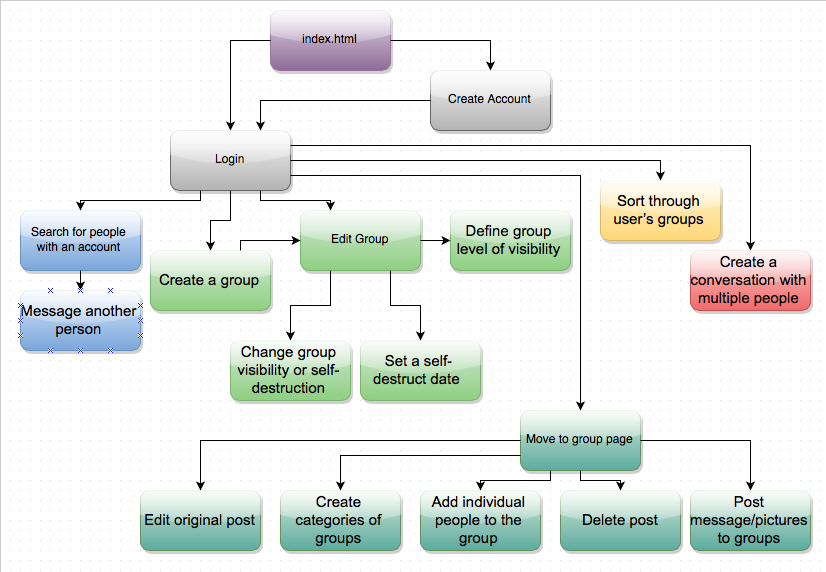 index.html
Create Account
Login
Sort through
user's groups
Search for people
with an account
Edit Group
Define group
level of visibility
Create a group
Create a
conversation with
multiple people
Message another
person
Change group
visibility or self-
destruction
Set a self-
destruct date
Move to group page
Edit original post
Create
categories of
groups
Add individual
people to the
group
Delete post
Post
message/pictures
to groups